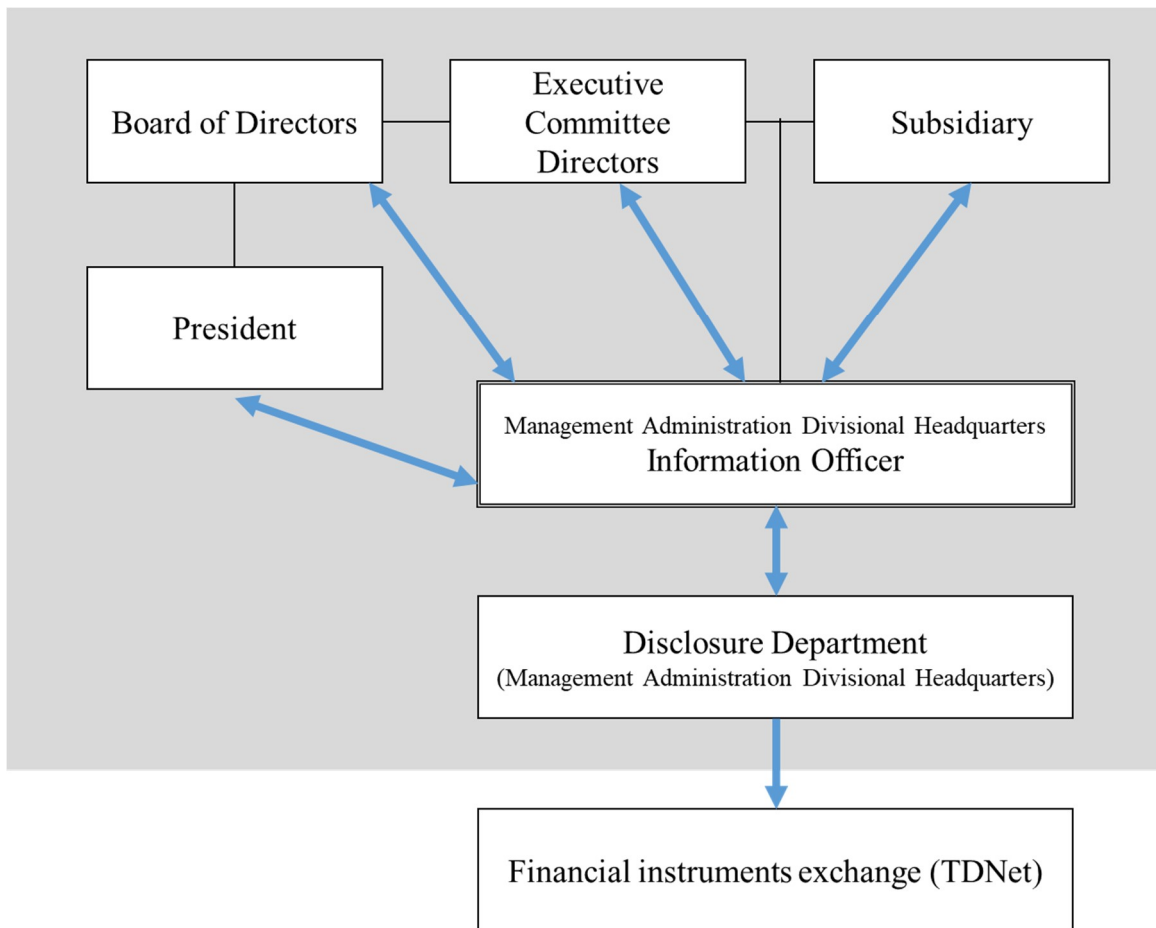 Board of Directors
Executive
Committee
Directors
Subsidiary
President
Management Administration Divisional Headquarters
Information Officer
Disclosure Department
(Management Administration Divisional Headquarters)
Financial instruments exchange (TDNet)